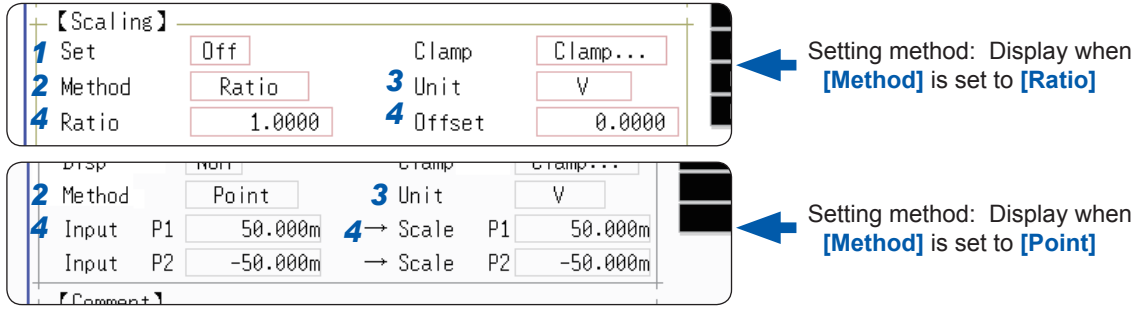 【Scaling】
1 Set Off Clamp Clamp...
2 Method Ratio 3 Unit V
4 Ratio 1.0000 4 Offset 0.0000
Setting method: Display when
[Method] is set to [Ratio]
Clamp Clamp...
2 Method Point 3 Unit V
4 Input P1 50.000m 4→ Scale P1 50.000m
Input P2 -50.000m → Scale P2 -50.000m
【Comment】
Setting method: Display when
[Method] is set to [Point]